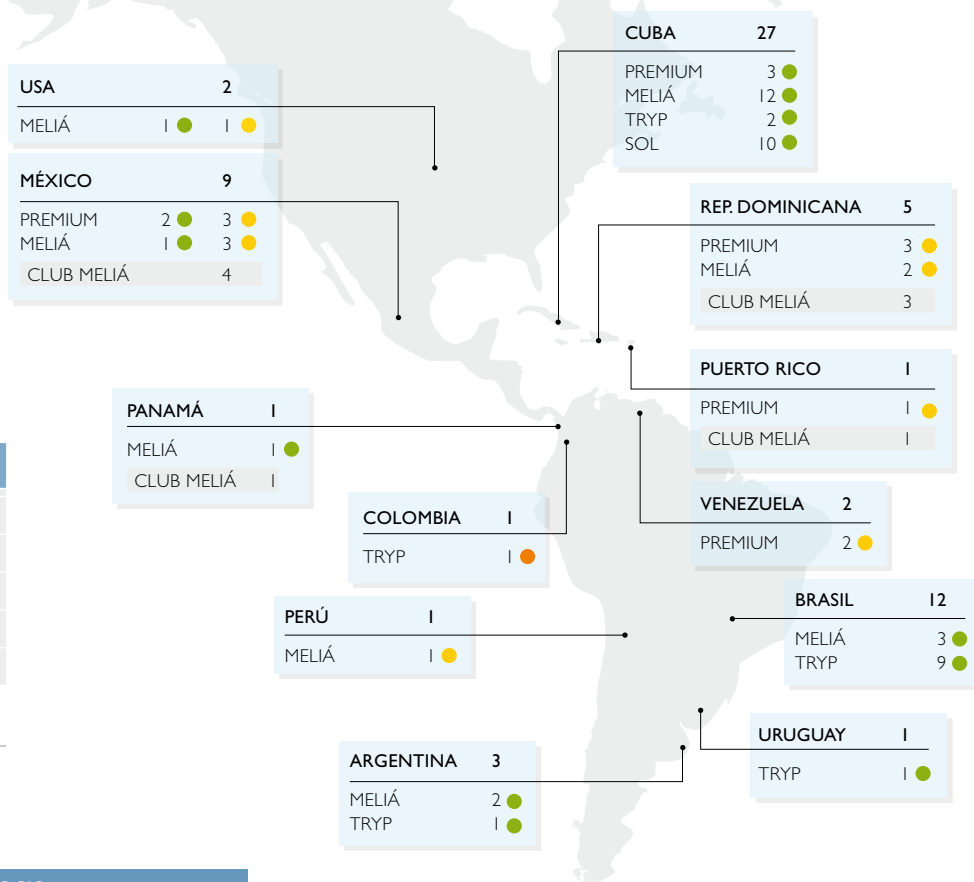 CUBA 27
PREMIUM 3
MELIÁ 12
TRYP 2
SOL 10
USA 2
MELIÁ 1 1
MÉXICO 9
PREMIUM 2 3
MELIÁ 1 3
CLUB MELIÁ 4
REP. DOMINICANA 5
PREMIUM 3
MELIÁ 2
CLUB MELIÁ 3
PUERTO RICO 1
PREMIUM 1
CLUB MELIÁ 1
PANAMÁ 1
MELIÁ 1
CLUB MELIÁ 1
VENEZUELA 2
PREMIUM 2
COLOMBIA 1
TRYP 1
BRASIL 12
MELIÁ 3
TRYP 9
PERÚ 1
MELIÁ 1
URUGUAY 1
TRYP 1
ARGENTINA 3
MELIÁ 2
TRYP 1